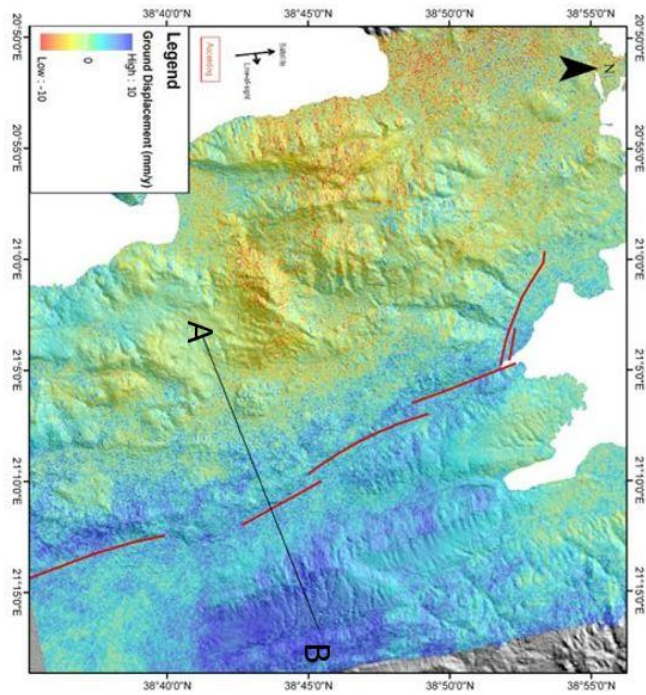 38°40'0"N
38°45'0"N
38°50'0"N
38°55'0"N
20°50'0"E
20°55'0"E
21°0'0"E
21°5'0"E
21°10'0"E
21°15'0"E
Legend
Ground Displacement (mm/y)
High : 10
0
Low : -10
Satellite
Line-of-sight
Ascending
N
A
B
20°50'0"E
20°55'0"E
21°0'0"E
21°5'0"E
21°10'0"E
21°15'0"E
38°40'0"N
38°45'0"N
38°50'0"N
38°55'0"N